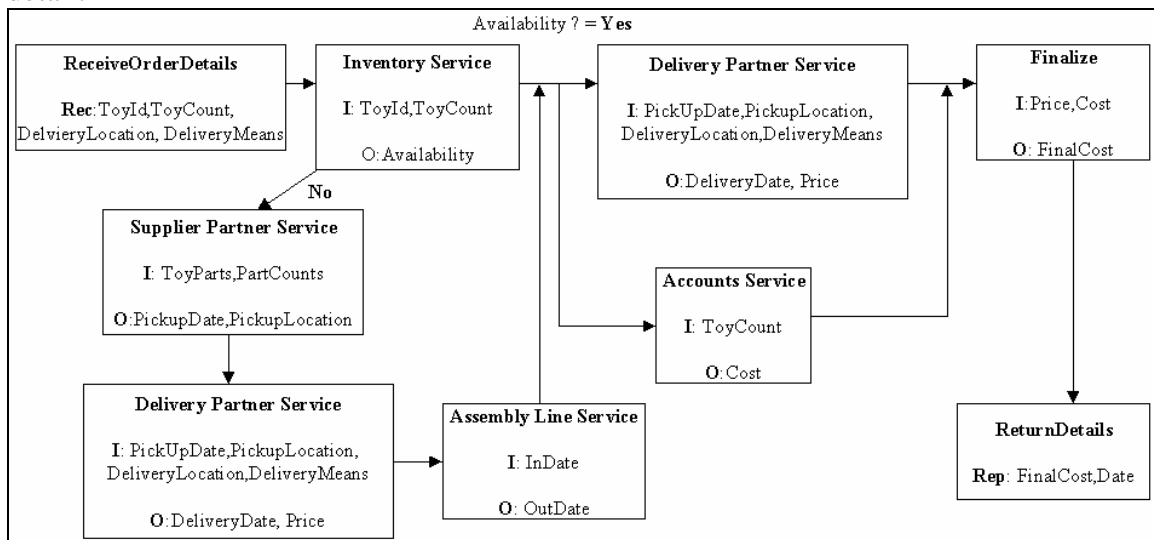 Availability ? = Yes
ReceiveOrderDetails
Rec:ToyId,ToyCount,
DelvieryLocation, DeliveryMeans
Inventory Service
I: ToyId,ToyCount
O:Availability
Delivery Partner Service
I: PickUpDate,PickupLocation,
DeliveryLocation,DeliveryMeans
O:DeliveryDate, Price
Finalize
I:Price,Cost
O: FinalCost
No
Supplier Partner Service
I: ToyParts,PartCounts
O:PickupDate,PickupLocation
Accounts Service
I: ToyCount
O:Cost
Delivery Partner Service
I: PickUpDate,PickupLocation,
DeliveryLocation,DeliveryMeans
O:DeliveryDate, Price
Assembly Line Service
I: InDate
O: OutDate
ReturnDetails
Rep: FinalCost,Date